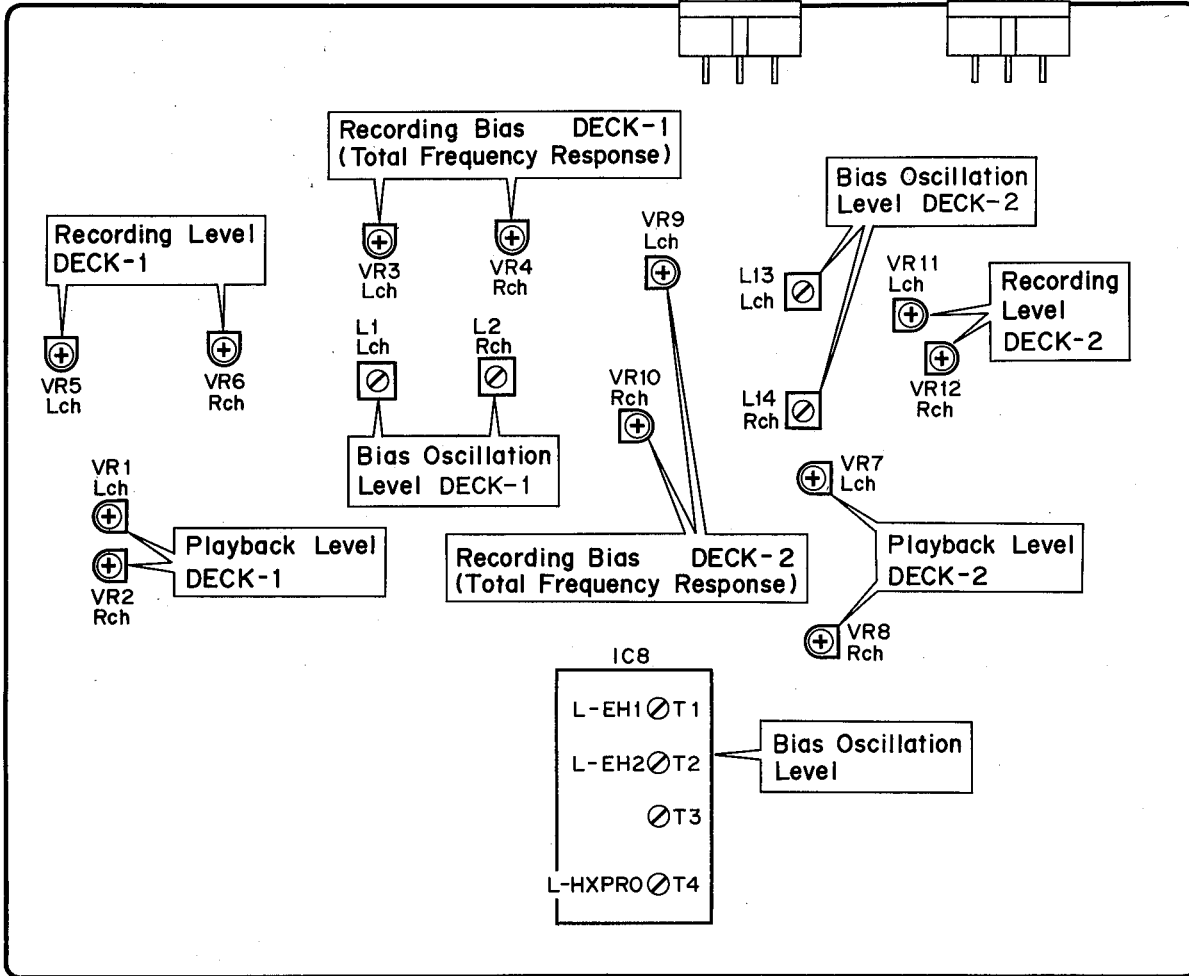 Recording Bias DECK-1
(Total Frequency Response)
Recording Level
DECK-1
VR3
Lch
VR4
Rch
VR9
Lch
Bias Oscillation
Level DECK-2
L13
Lch
VR11
Lch
Recording
Level
DECK-2
VR5
Lch
VR6
Rch
L1
Lch
L2
Rch
VR10
Rch
L14
Rch
VR12
Rch
Bias Oscillation
Level DECK-1
VR1
Lch
VR7
Lch
VR2
Rch
Playback Level
DECK-1
Recording Bias DECK-2
(Total Frequency Response)
Playback Level
DECK-2
VR8
Rch
IC8
L-EH1 T1
L-EH2 T2
T3
L-HXPRO T4
Bias Oscillation
Level